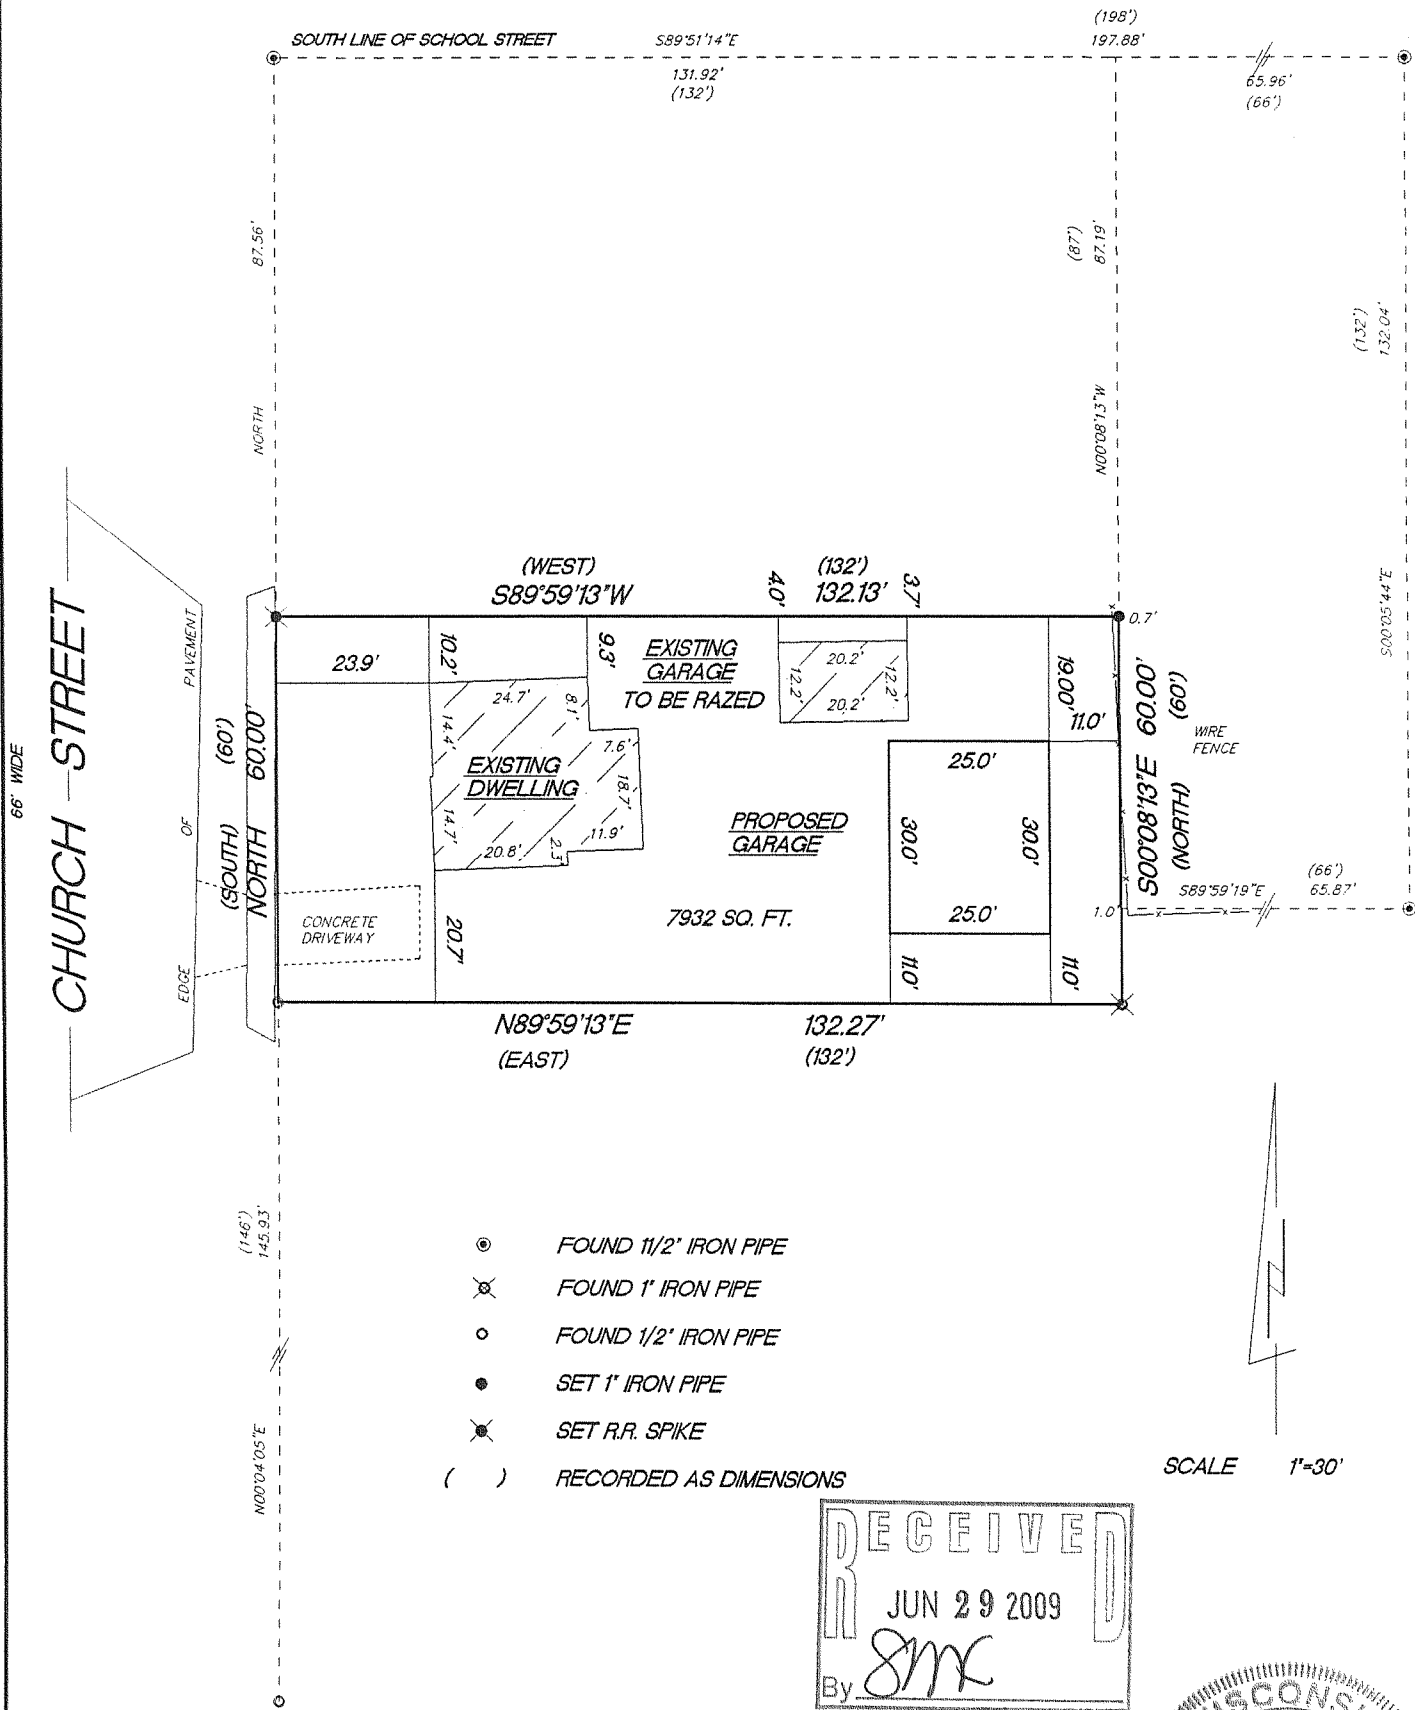 (198')
SOUTH LINE OF SCHOOL STREET S89°51'14"E 197.88'
131.92' 65.96'
(132') (66')
87.56'
NORTH
(87')
87.19'
N00°08'13"W
(132')
132.04'
S00°05'44"E
66' WIDE
CHURCH STREET
EDGE OF PAVEMENT
(WEST) (132')
S89°59'13"W 4.0' 132.13' 3.7'
0.7'
(SOUTH) (60')
NORTH 60.00'
23.9' 10.2' 9.3'
EXISTING
GARAGE
TO BE RAZED
20.2'
12.2' 12.2'
20.2'
19.00'
11.0'
S00°08'13"E 60.00'
(NORTH) (60')
WIRE
FENCE
24.7' 8.1'
14.4' 7.6'
EXISTING
DWELLING
18.7'
14.7' 11.9'
20.8' 2.3'
25.0'
PROPOSED
GARAGE
30.0' 30.0'
25.0'
7932 SQ. FT.
CONCRETE
DRIVEWAY
20.7'
11.0' 11.0'
1.0'
(66')
S89°59'19"E 65.87'
N89°59'13"E 132.27'
(EAST) (132')
(146')
145.93'
N00°04'05"E
FOUND 11/2" IRON PIPE
FOUND 1" IRON PIPE
FOUND 1/2" IRON PIPE
SET 1" IRON PIPE
SET R.R. SPIKE
( ) RECORDED AS DIMENSIONS
SCALE 1"=30'
RECEIVED
JUN 29 2009
By SMK